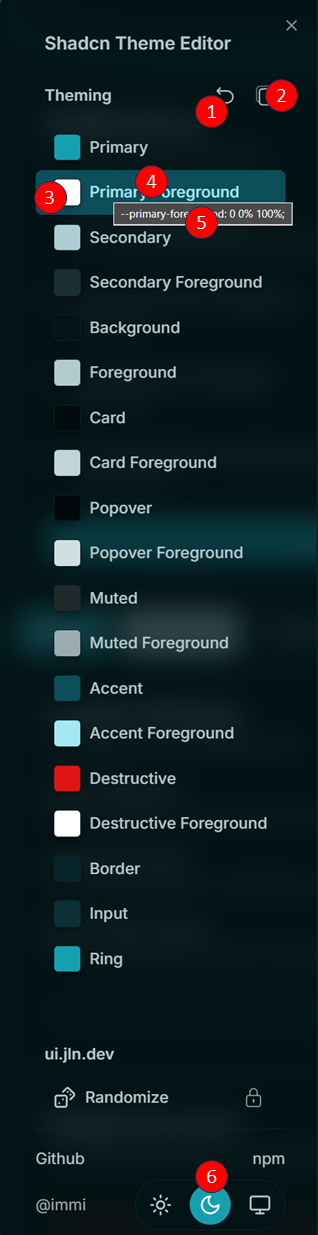 Shadcn Theme Editor
Theming
1
2
Primary
3
4
Primary Foreground
--primary-foreground: 0 0% 100%;
5
Secondary
Secondary Foreground
Background
Foreground
Card
Card Foreground
Popover
Popover Foreground
Muted
Muted Foreground
Accent
Accent Foreground
Destructive
Destructive Foreground
Border
Input
Ring
ui.jln.dev
Randomize
Github npm
6
@immi